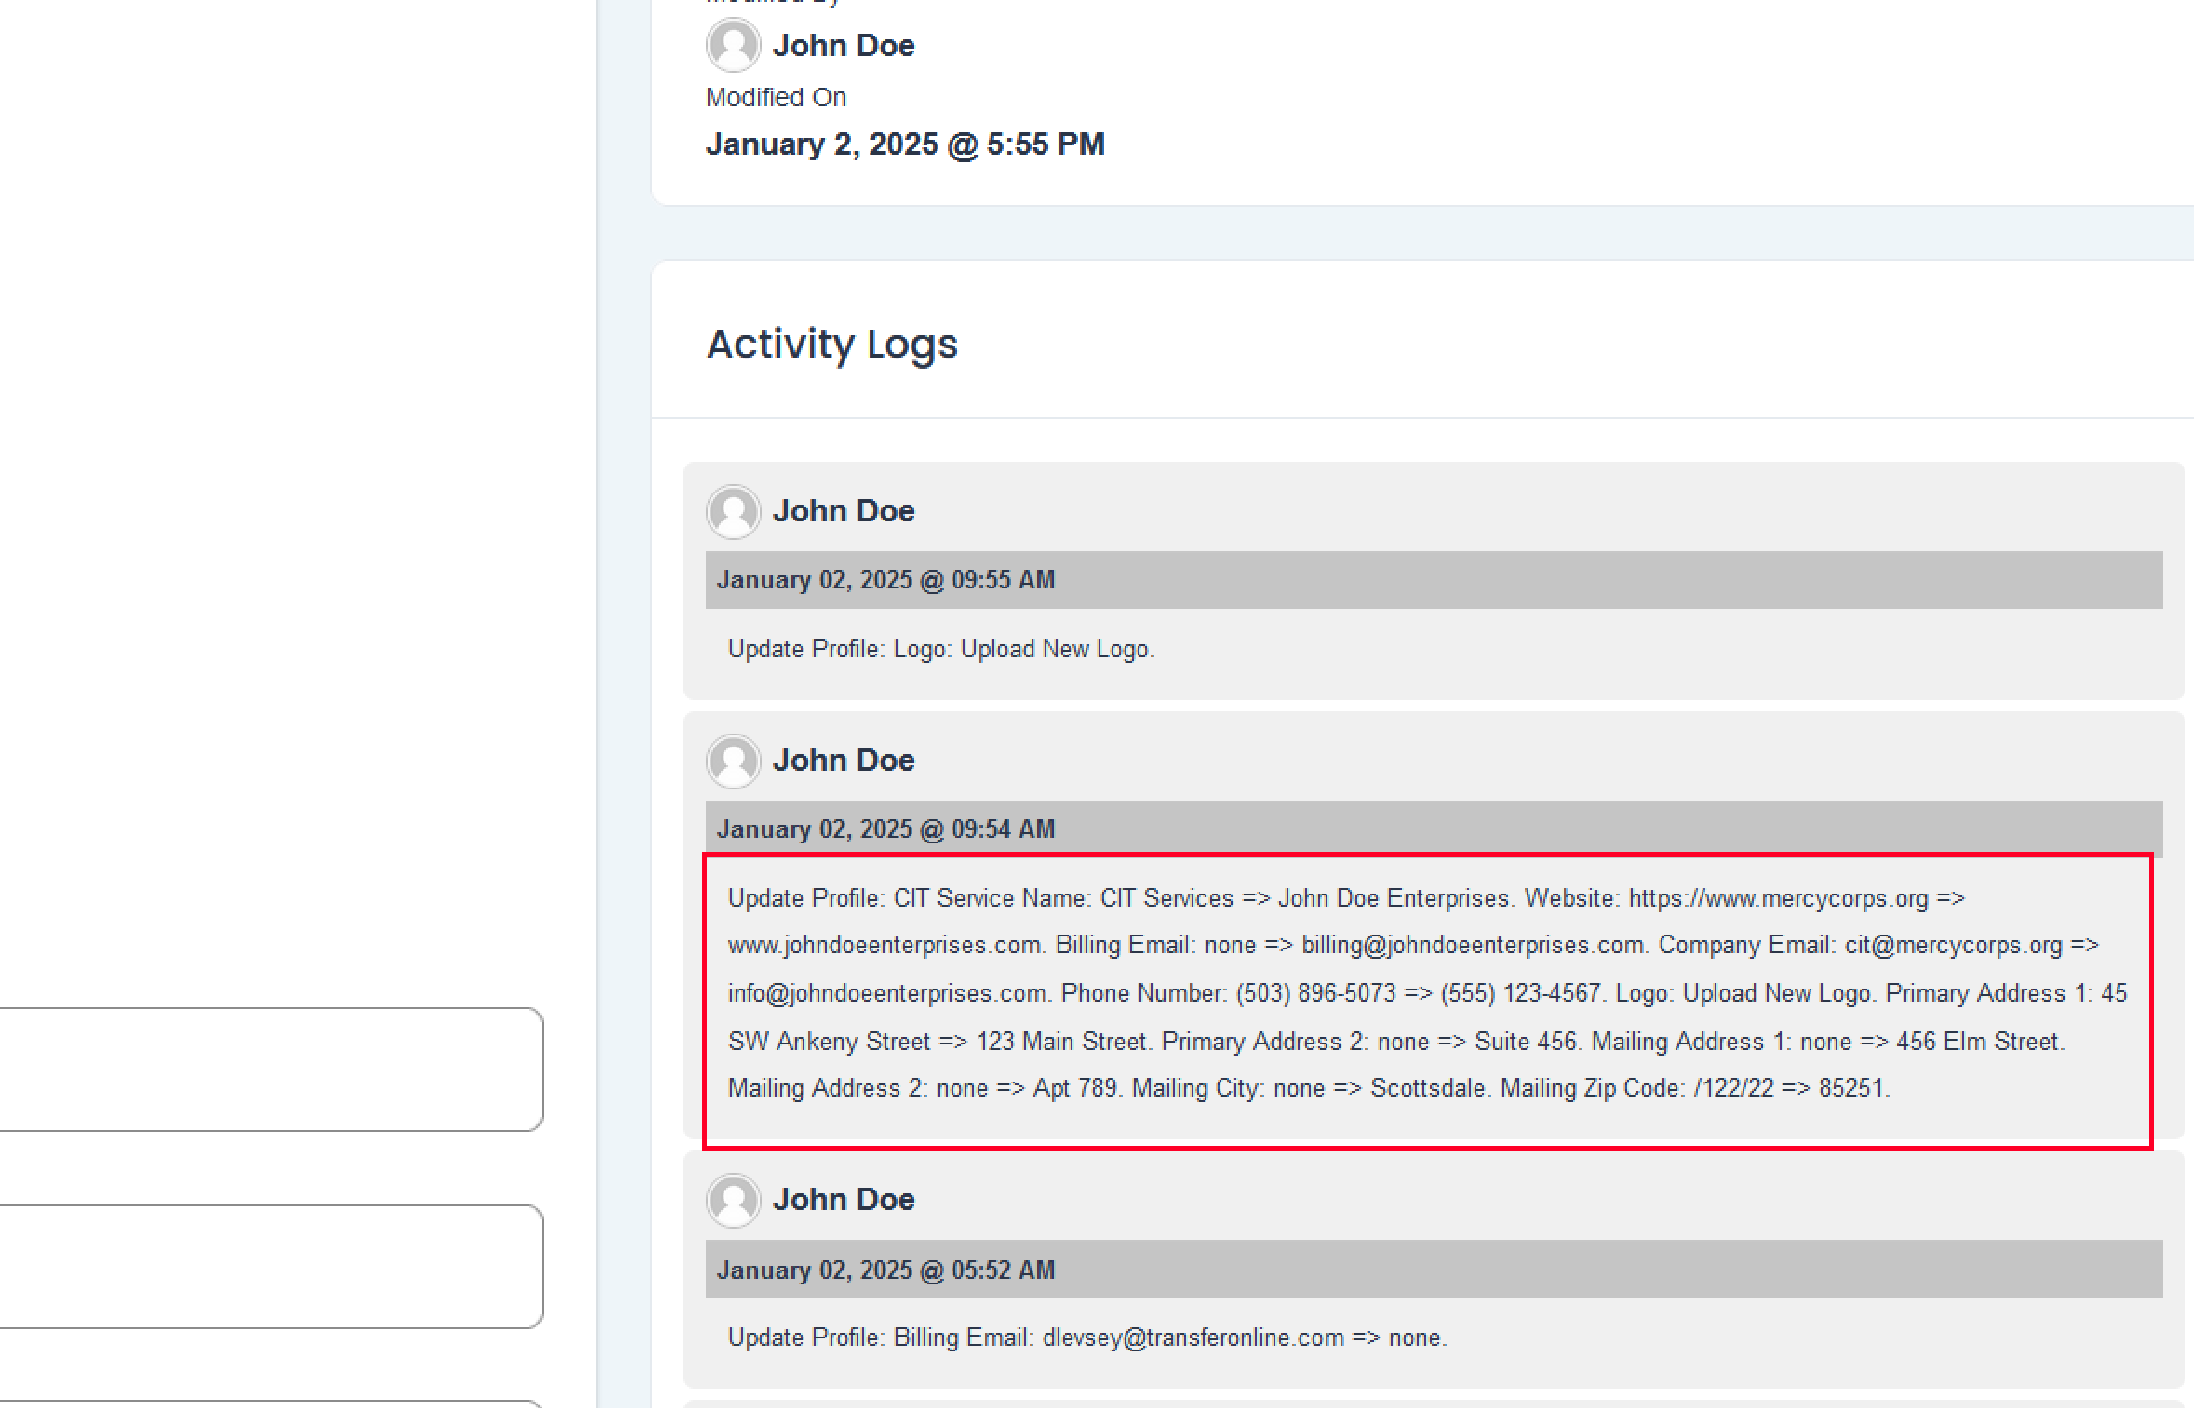 John Doe
Modified On
January 2, 2025 @ 5:55 PM
Activity Logs
John Doe
January 02, 2025 @ 09:55 AM
Update Profile: Logo: Upload New Logo.
John Doe
January 02, 2025 @ 09:54 AM
Update Profile: CIT Service Name: CIT Services => John Doe Enterprises. Website: https://www.mercycorps.org =>
www.johndoeenterprises.com. Billing Email: none => billing@johndoeenterprises.com. Company Email: cit@mercycorps.org =>
info@johndoeenterprises.com. Phone Number: (503) 896-5073 => (555) 123-4567. Logo: Upload New Logo. Primary Address 1: 45
SW Ankeny Street => 123 Main Street. Primary Address 2: none => Suite 456. Mailing Address 1: none => 456 Elm Street.
Mailing Address 2: none => Apt 789. Mailing City: none => Scottsdale. Mailing Zip Code: /122/22 => 85251.
John Doe
January 02, 2025 @ 05:52 AM
Update Profile: Billing Email: dlevsey@transferonline.com => none.